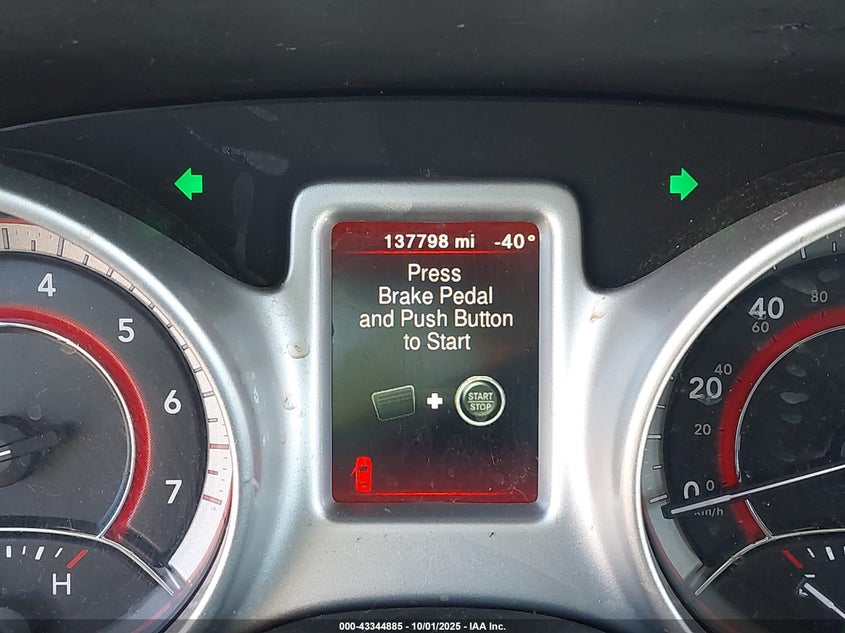 137798 mi -40°
Press
Brake Pedal
and Push Button
to Start
START
STOP
4
5
6
7
H
40
60
80
20
40
20
0
0
km/h
E
000-43344885 - 10/01/2025 - IAA Inc.